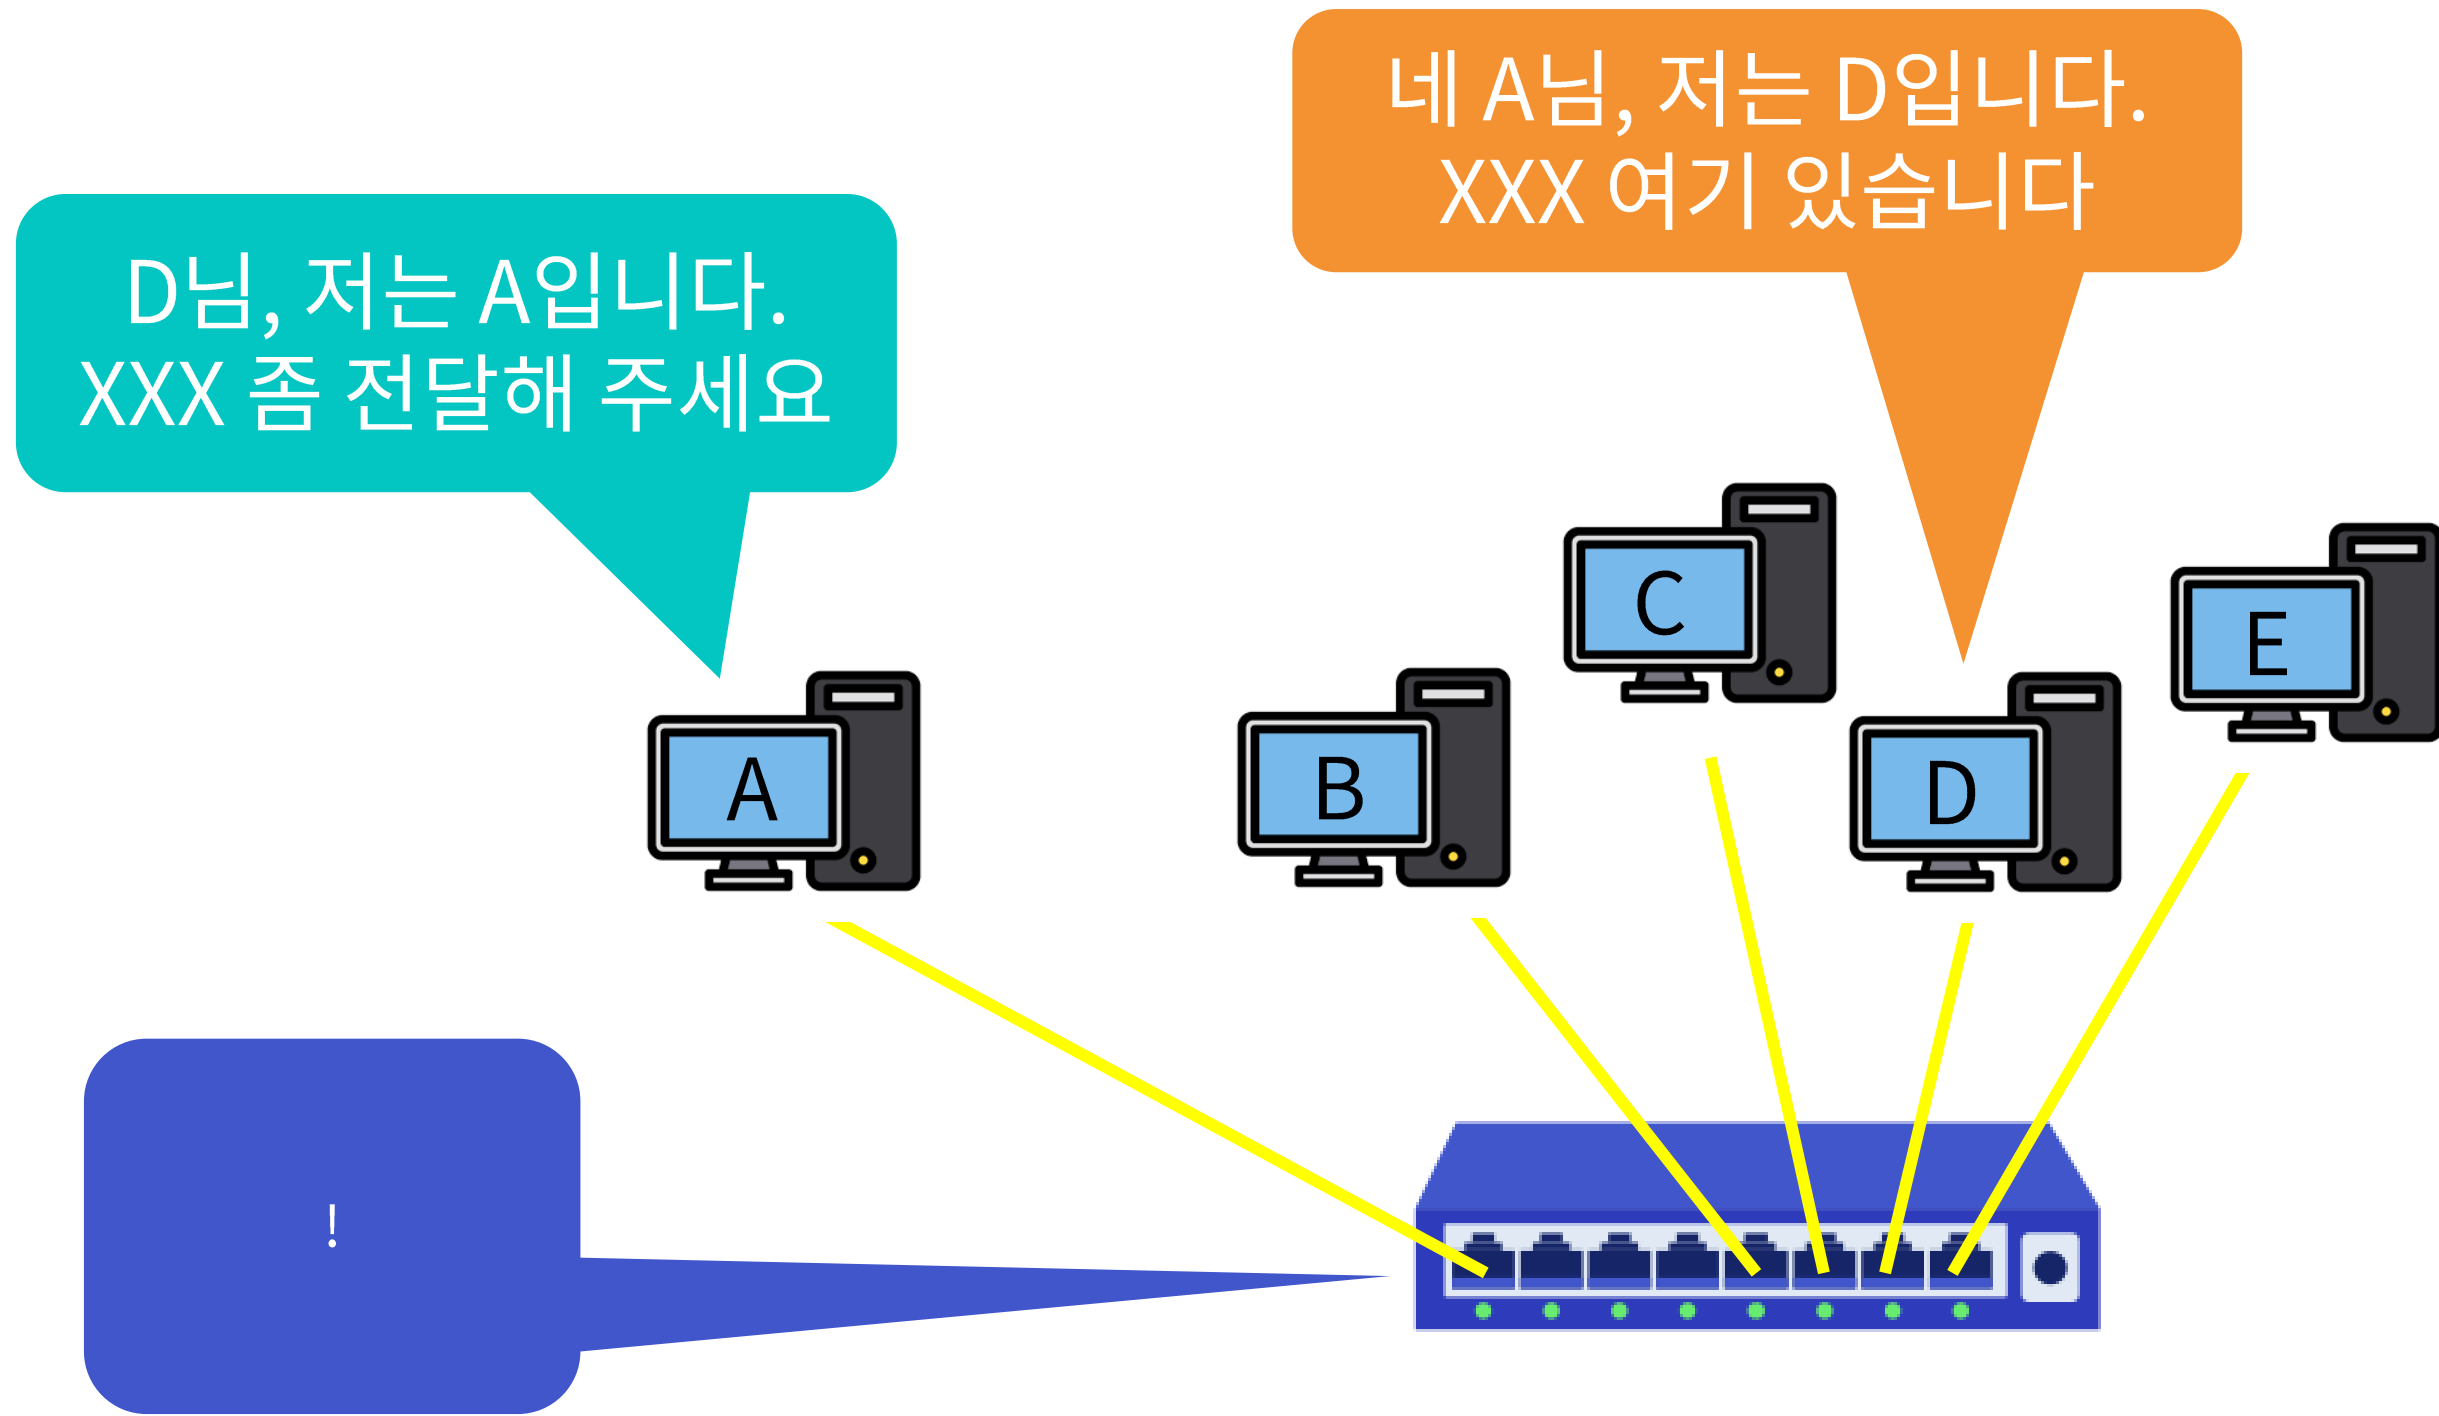 네 A님, 저는 D입니다.
XXX 여기 있습니다
D님, 저는 A입니다.
XXX 좀 전달해 주세요
C
E
A
B
D
!